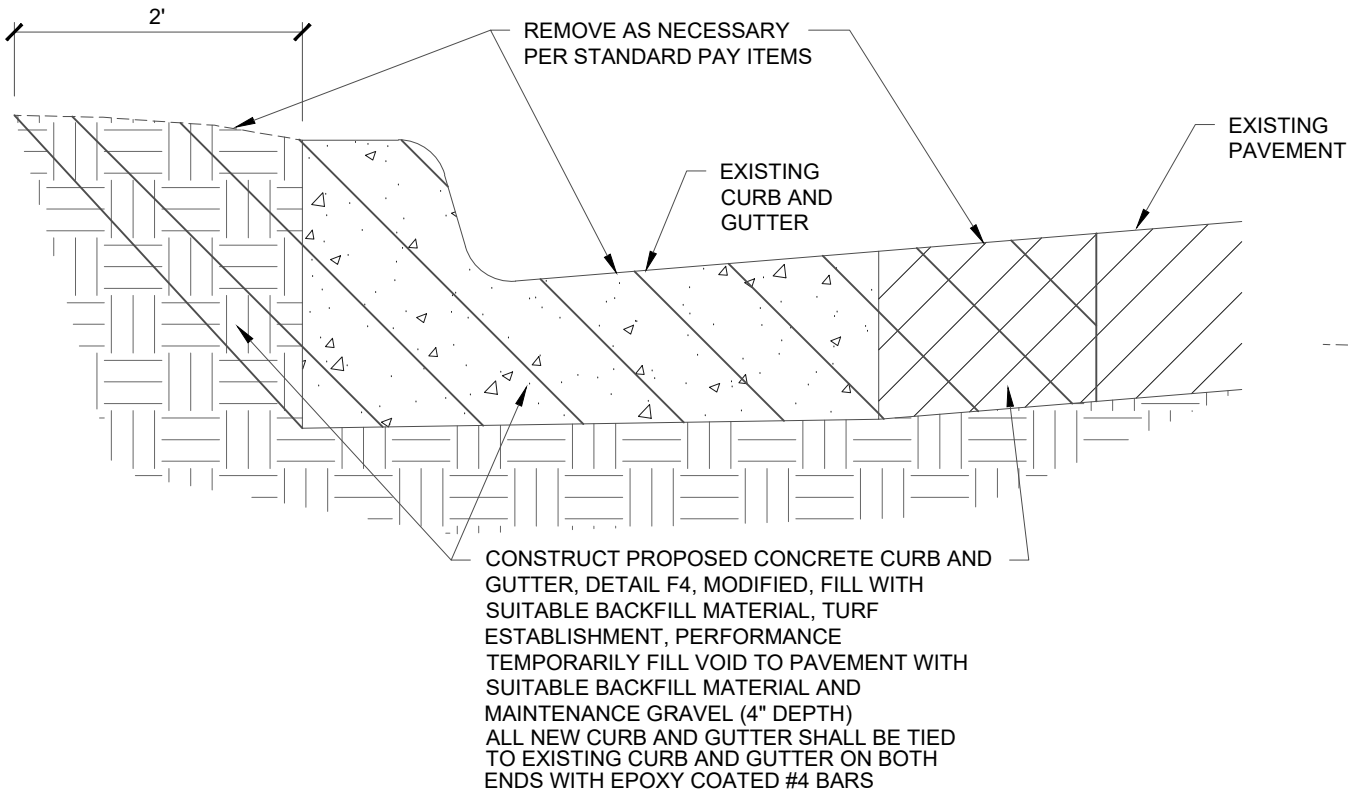 2'
REMOVE AS NECESSARY
PER STANDARD PAY ITEMS
EXISTING
PAVEMENT
EXISTING
CURB AND
GUTTER
CONSTRUCT PROPOSED CONCRETE CURB AND
GUTTER, DETAIL F4, MODIFIED, FILL WITH
SUITABLE BACKFILL MATERIAL, TURF
ESTABLISHMENT, PERFORMANCE
TEMPORARILY FILL VOID TO PAVEMENT WITH
SUITABLE BACKFILL MATERIAL AND
MAINTENANCE GRAVEL (4" DEPTH)
ALL NEW CURB AND GUTTER SHALL BE TIED
TO EXISTING CURB AND GUTTER ON BOTH
ENDS WITH EPOXY COATED #4 BARS